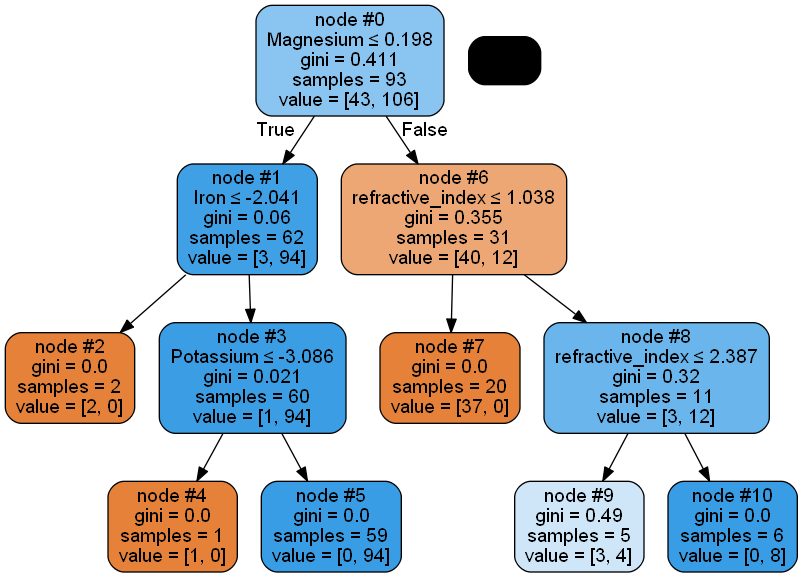 node #0
Magnesium ≤ 0.198
gini = 0.411
samples = 93
value = [43, 106]
True
False
node #1
Iron ≤ -2.041
gini = 0.06
samples = 62
value = [3, 94]
node #6
refractive_index ≤ 1.038
gini = 0.355
samples = 31
value = [40, 12]
node #2
gini = 0.0
samples = 2
value = [2, 0]
node #3
Potassium ≤ -3.086
gini = 0.021
samples = 60
value = [1, 94]
node #7
gini = 0.0
samples = 20
value = [37, 0]
node #8
refractive_index ≤ 2.387
gini = 0.32
samples = 11
value = [3, 12]
node #4
gini = 0.0
samples = 1
value = [1, 0]
node #5
gini = 0.0
samples = 59
value = [0, 94]
node #9
gini = 0.49
samples = 5
value = [3, 4]
node #10
gini = 0.0
samples = 6
value = [0, 8]